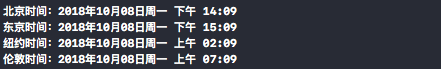 北京时间：2018年10月08日周一 下午 14:09
东京时间：2018年10月08日周一 下午 15:09
纽约时间：2018年10月08日周一 上午 02:09
伦敦时间：2018年10月08日周一 上午 07:09